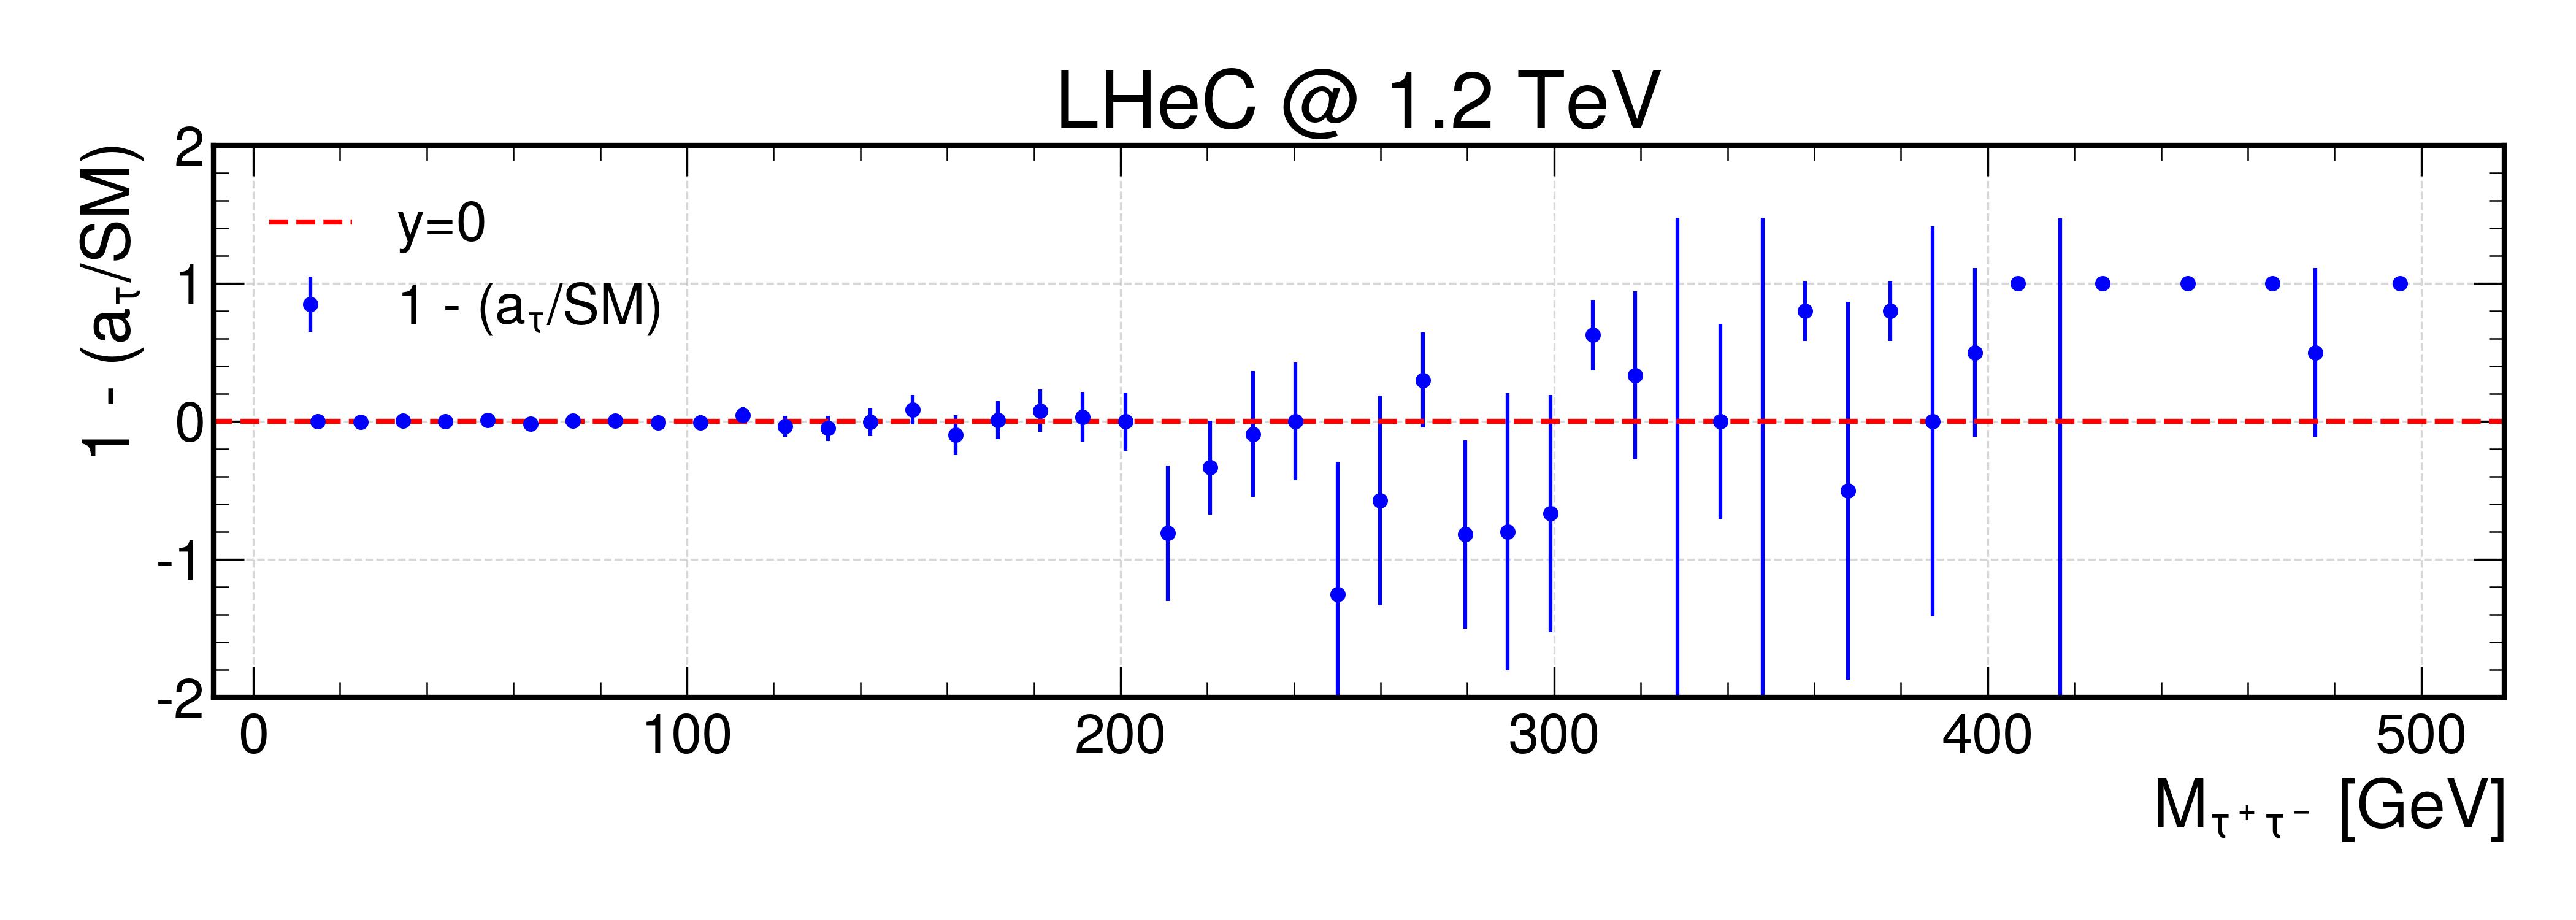 LHeC @ 1.2 TeV
1 - (aτ/SM)
2
1
0
-1
-2
y=0
1 - (aτ/SM)
0 100 200 300 400 500
Mτ⁺τ⁻ [GeV]